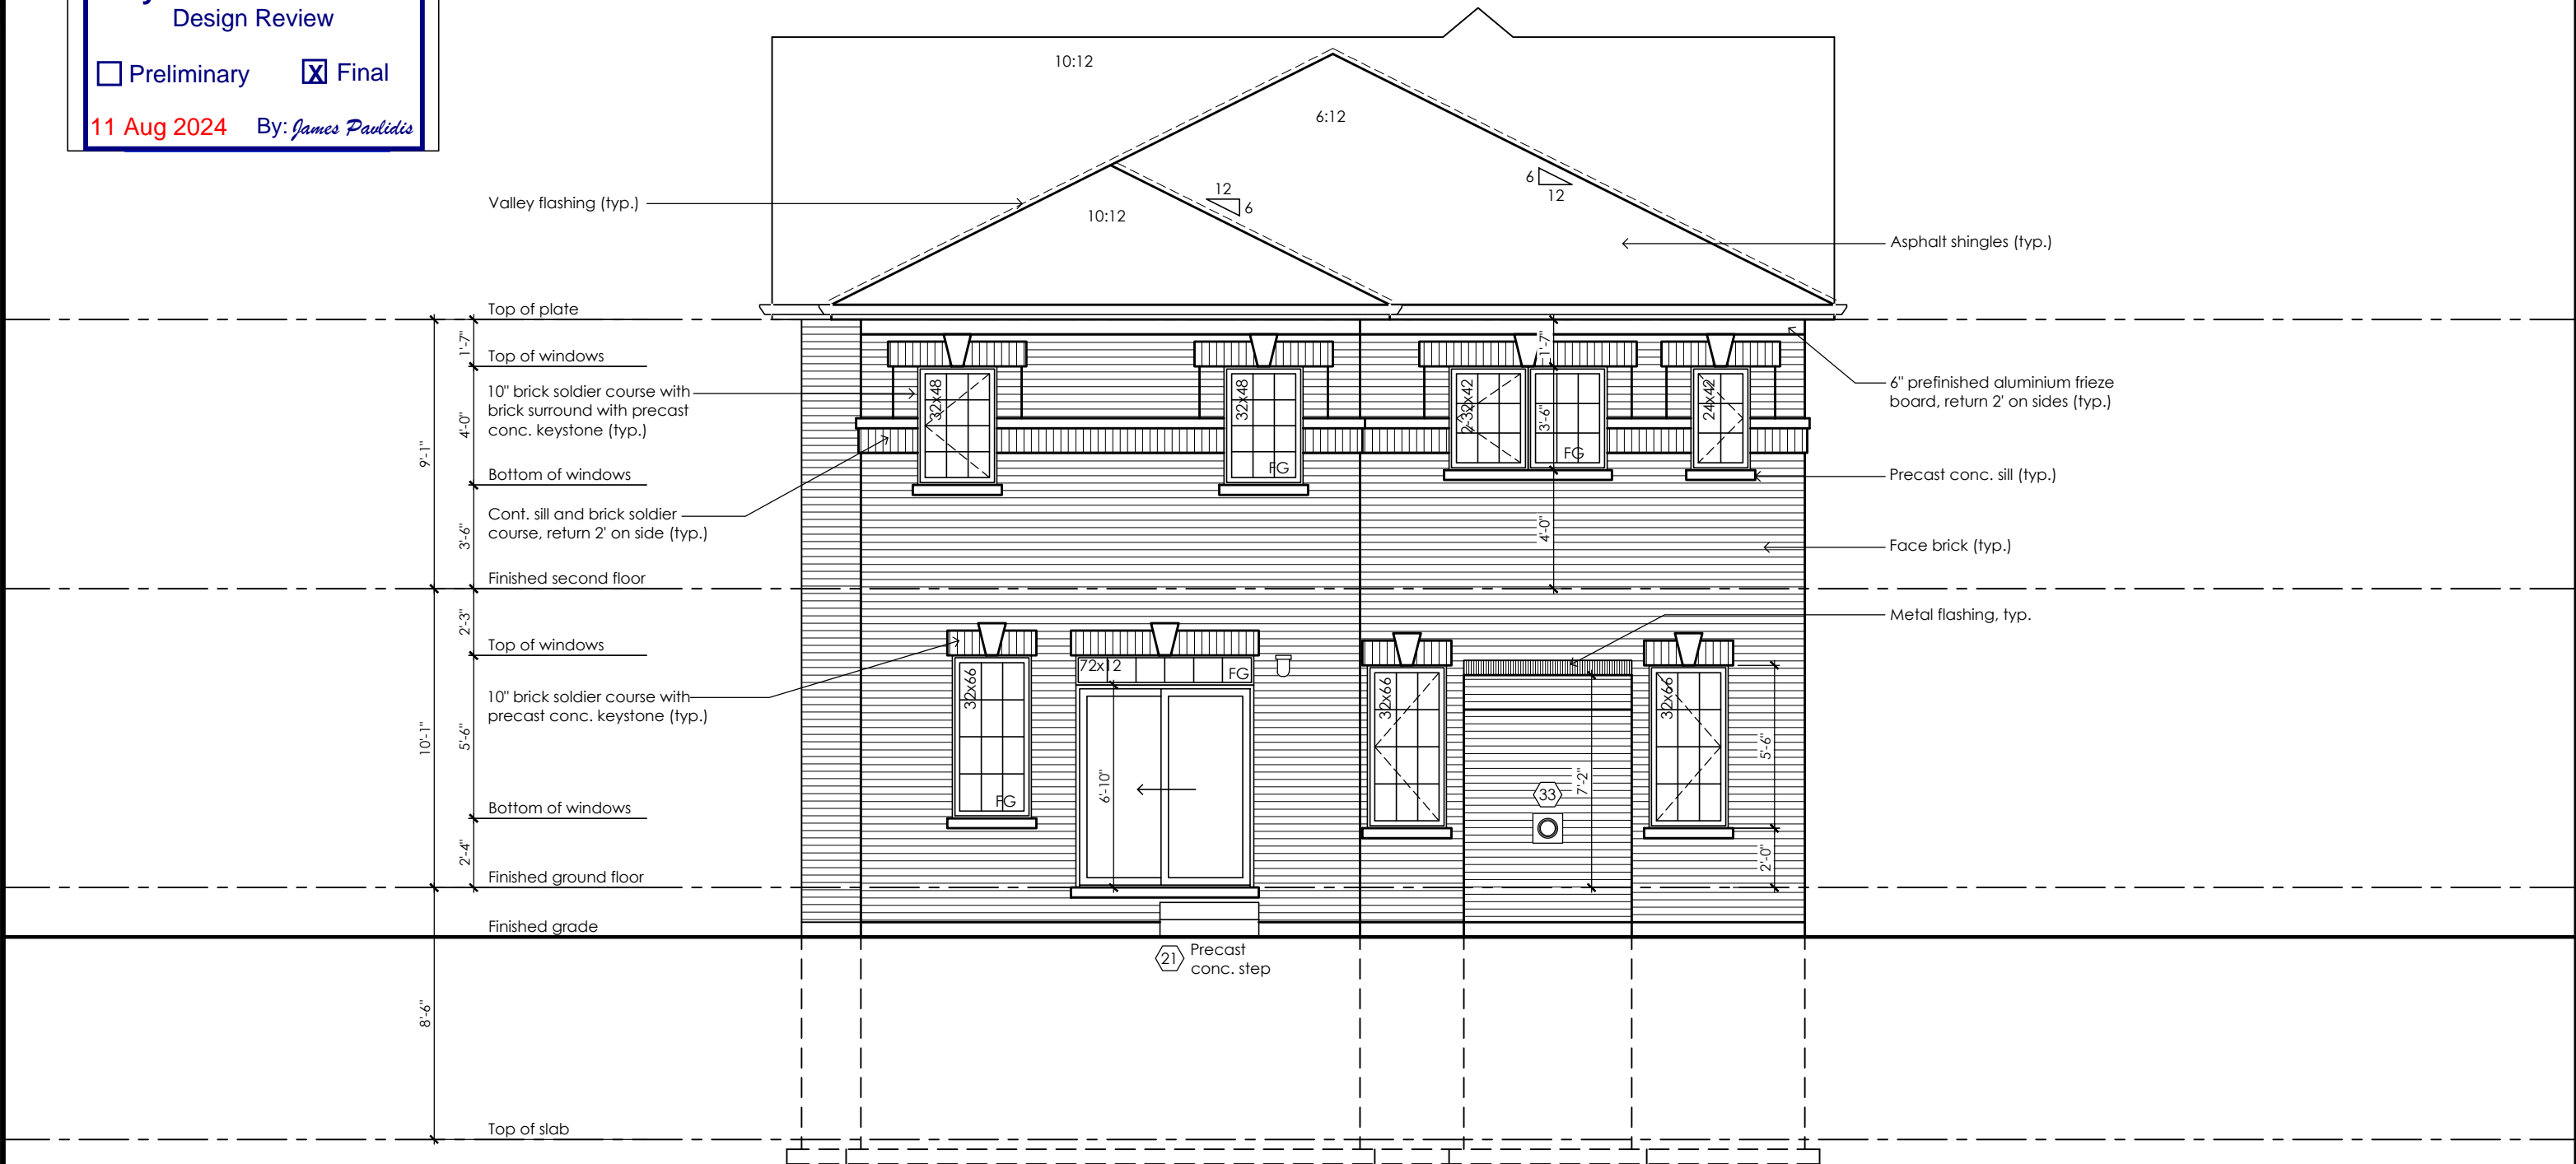 Design Review
Preliminary
X Final
11 Aug 2024 By: James Pavlidis
10:12
6:12
12
6
6
12
10:12
Valley flashing (typ.)
Asphalt shingles (typ.)
Top of plate
1'-7"
Top of windows
10" brick soldier course with
brick surround with precast
conc. keystone (typ.)
4'-0"
9'-1"
Bottom of windows
Cont. sill and brick soldier
course, return 2' on side (typ.)
3'-6"
Finished second floor
2'-3"
Top of windows
10" brick soldier course with
precast conc. keystone (typ.)
5'-6"
10'-1"
Bottom of windows
2'-4"
Finished ground floor
Finished grade
8'-6"
Top of slab
32x48
32x48
FG
2-32x42
1'-7"
3'-6"
FG
24x42
4'-0"
6" prefinished aluminium frieze
board, return 2' on sides (typ.)
Precast conc. sill (typ.)
Face brick (typ.)
Metal flashing, typ.
32x66
FG
72x12
FG
6'-10"
32x66
33
7'-2"
32x66
5'-6"
2'-0"
21 Precast
conc. step